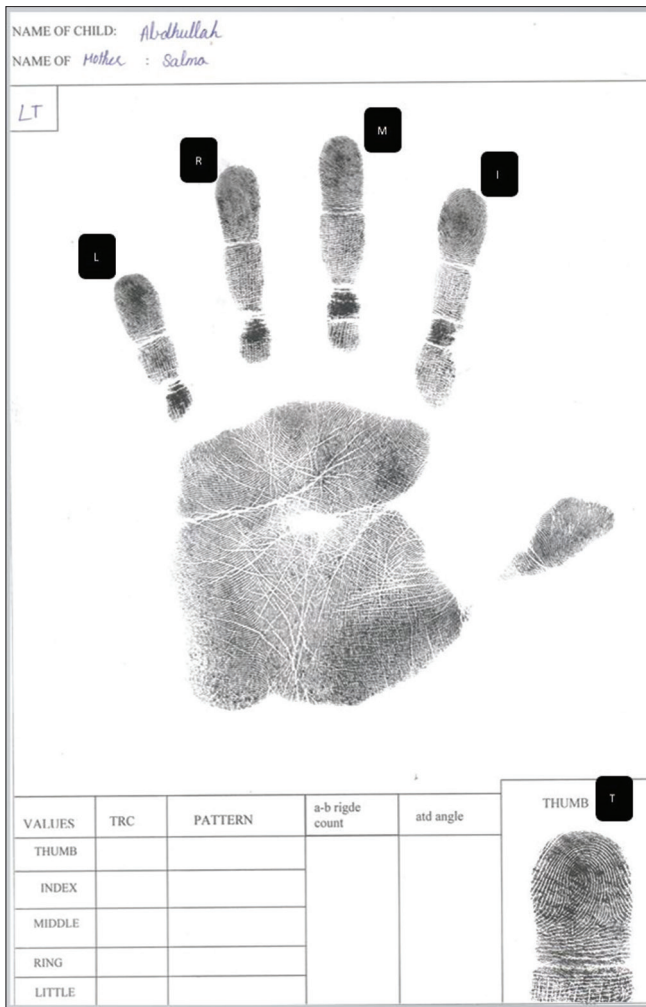 NAME OF CHILD: Abdhullah
NAME OF Mother : Salma
LT
M
R
I
L
THUMB T
VALUES TRC PATTERN a-b rigde count atd angle
THUMB
INDEX
MIDDLE
RING
LITTLE